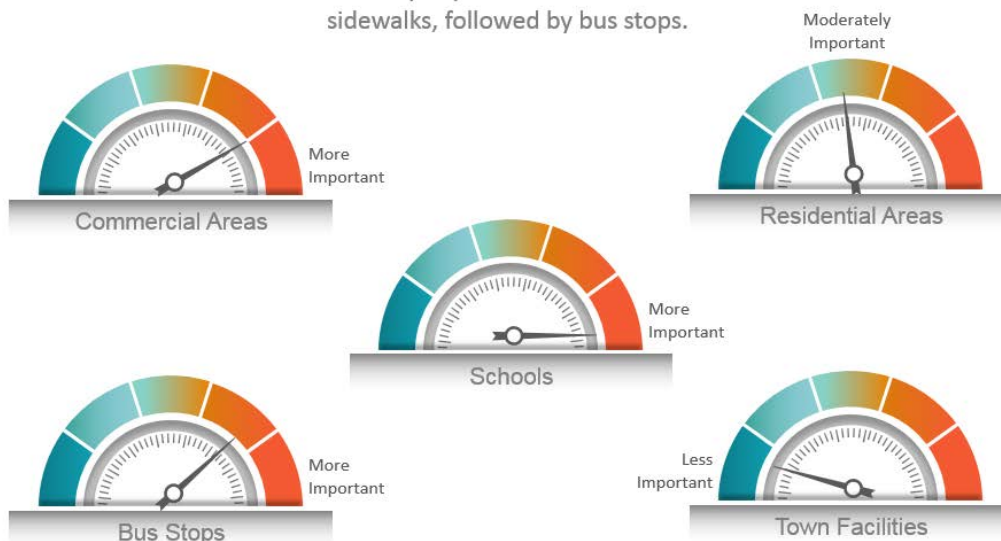 sidewalks, followed by bus stops.
Moderately
Important
More
Important
Commercial Areas
Residential Areas
More
Important
Schools
More
Important
Bus Stops
Less
Important
Town Facilities